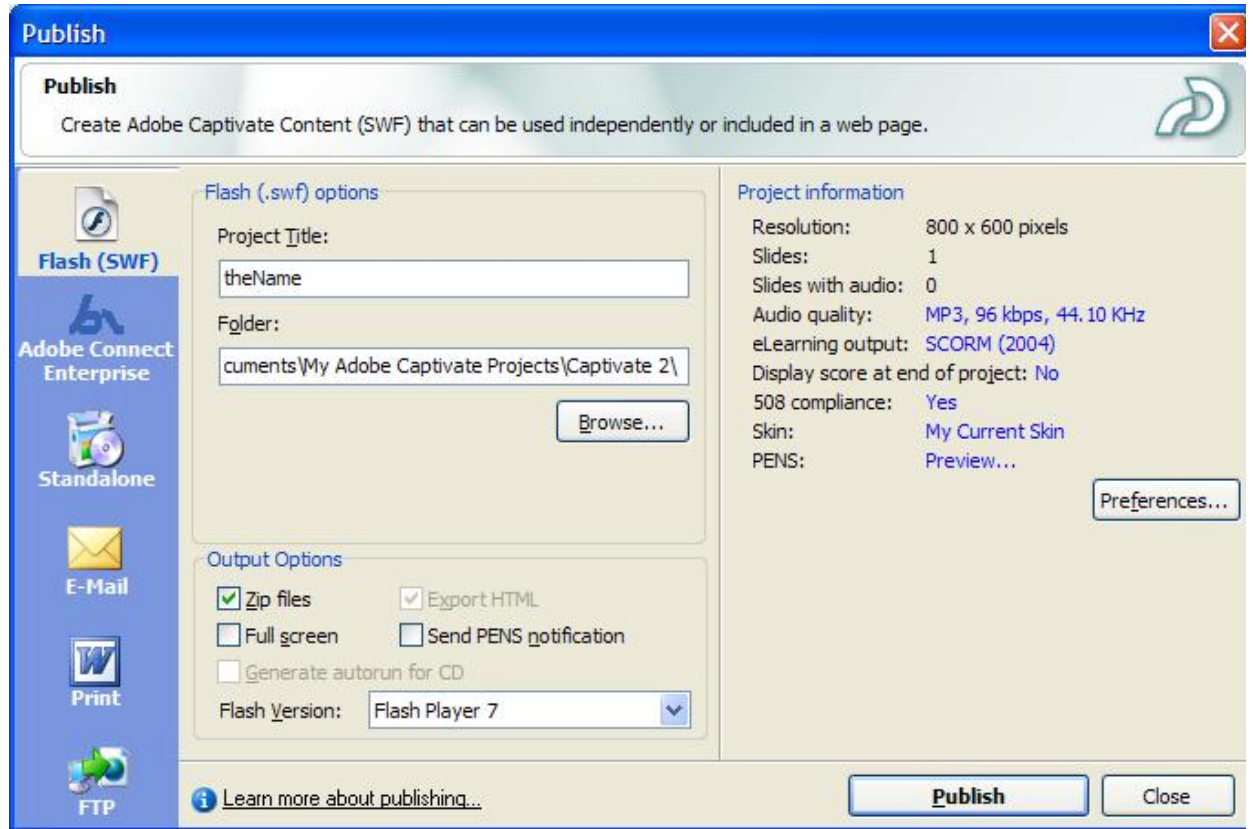 Publish
Publish
Create Adobe Captivate Content (SWF) that can be used independently or included in a web page.
Flash (SWF)
Adobe Connect
Enterprise
Standalone
E-Mail
Print
FTP
Flash (.swf) options
Project Title:
theName
Folder:
cuments\My Adobe Captivate Projects\Captivate 2\
Browse...
Output Options
Zip files
Export HTML
Full screen
Send PENS notification
Generate autorun for CD
Flash Version:
Flash Player 7
Project information
Resolution: 800 x 600 pixels
Slides: 1
Slides with audio: 0
Audio quality: MP3, 96 kbps, 44.10 KHz
eLearning output: SCORM (2004)
Display score at end of project: No
508 compliance: Yes
Skin: My Current Skin
PENS: Preview...
Preferences...
Learn more about publishing...
Publish
Close